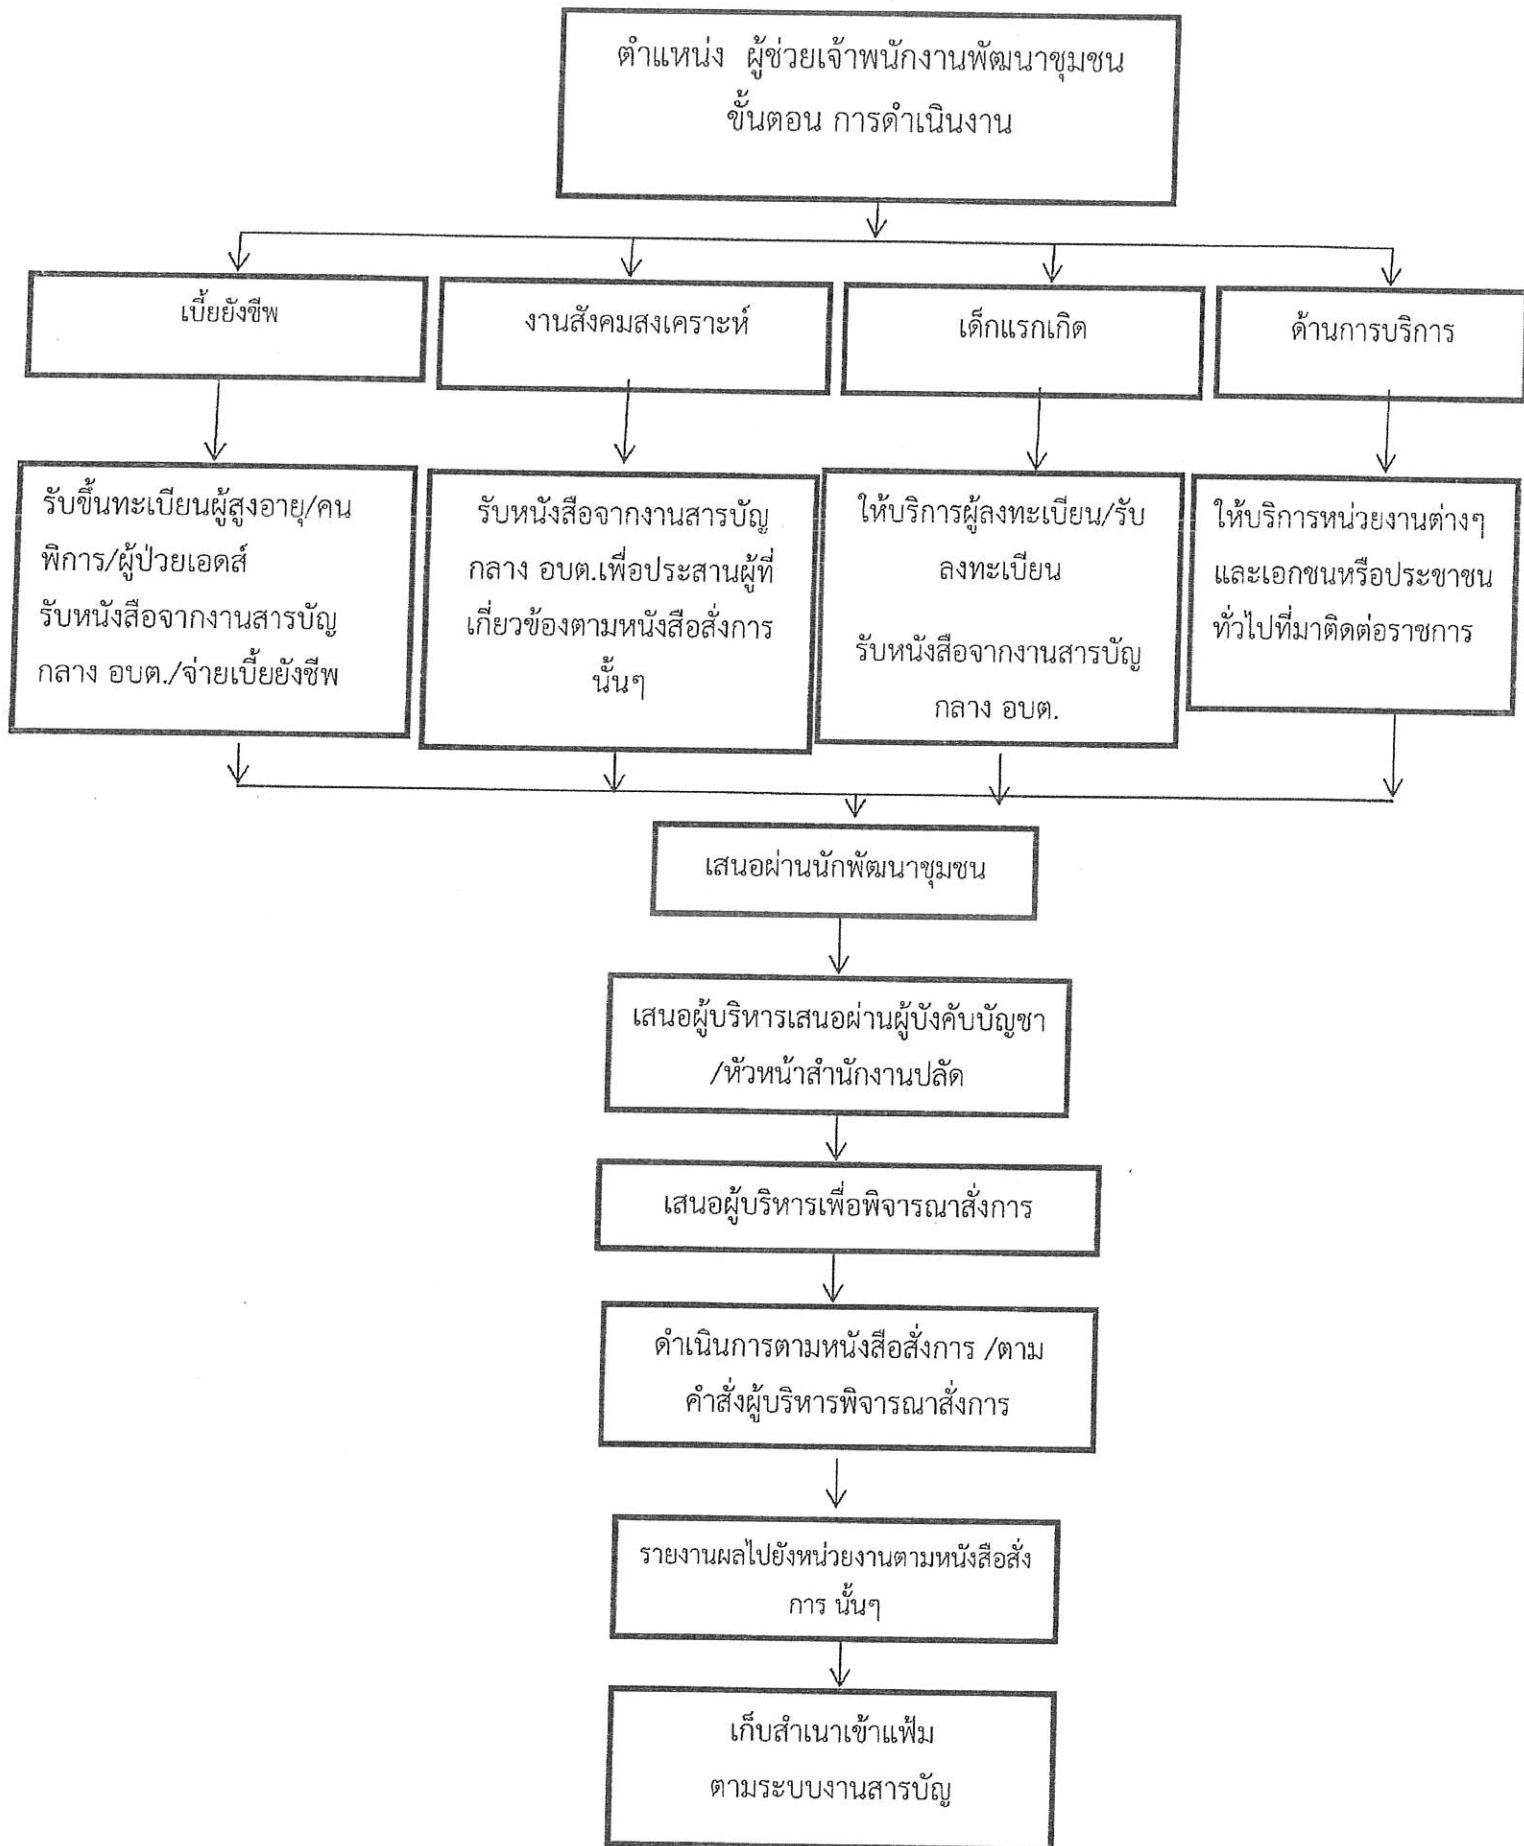 ตำแหน่ง ผู้ช่วยเจ้าพนักงานพัฒนาชุมชน
ขั้นตอน การดำเนินงาน
เบี้ยยังชีพ
งานสังคมสงเคราะห์
เด็กแรกเกิด
ด้านการบริการ
รับขึ้นทะเบียนผู้สูงอายุ/คน
พิการ/ผู้ป่วยเอดส์
รับหนังสือจากงานสารบัญ
กลาง อบต./จ่ายเบี้ยยังชีพ
รับหนังสือจากงานสารบัญ
กลาง อบต.เพื่อประสานผู้ที่
เกี่ยวข้องตามหนังสือสั่งการ
นั้นๆ
ให้บริการผู้ลงทะเบียน/รับ
ลงทะเบียน
รับหนังสือจากงานสารบัญ
กลาง อบต.
ให้บริการหน่วยงานต่างๆ
และเอกชนหรือประชาชน
ทั่วไปที่มาติดต่อราชการ
เสนอผ่านนักพัฒนาชุมชน
เสนอผู้บริหารเสนอผ่านผู้บังคับบัญชา
/หัวหน้าสำนักงานปลัด
เสนอผู้บริหารเพื่อพิจารณาสั่งการ
ดำเนินการตามหนังสือสั่งการ /ตาม
คำสั่งผู้บริหารพิจารณาสั่งการ
รายงานผลไปยังหน่วยงานตามหนังสือสั่ง
การ นั้นๆ
เก็บสำเนาเข้าแฟ้ม
ตามระบบงานสารบัญ